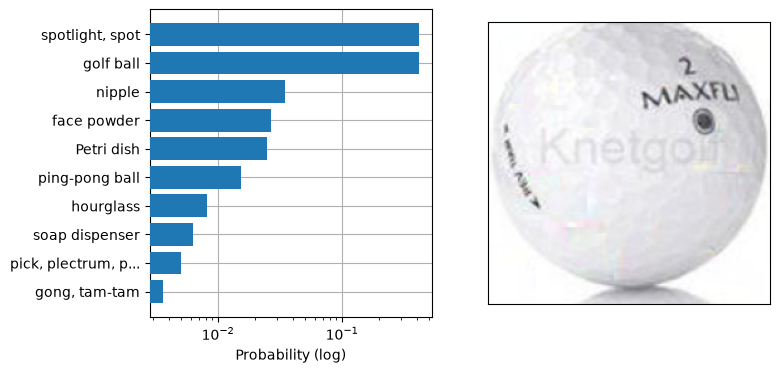 spotlight, spot
golf ball
nipple
face powder
Petri dish
ping-pong ball
hourglass
soap dispenser
pick, plectrum, p...
gong, tam-tam
10⁻²
10⁻¹
Probability (log)
2
MAXFLI
Knetgolf